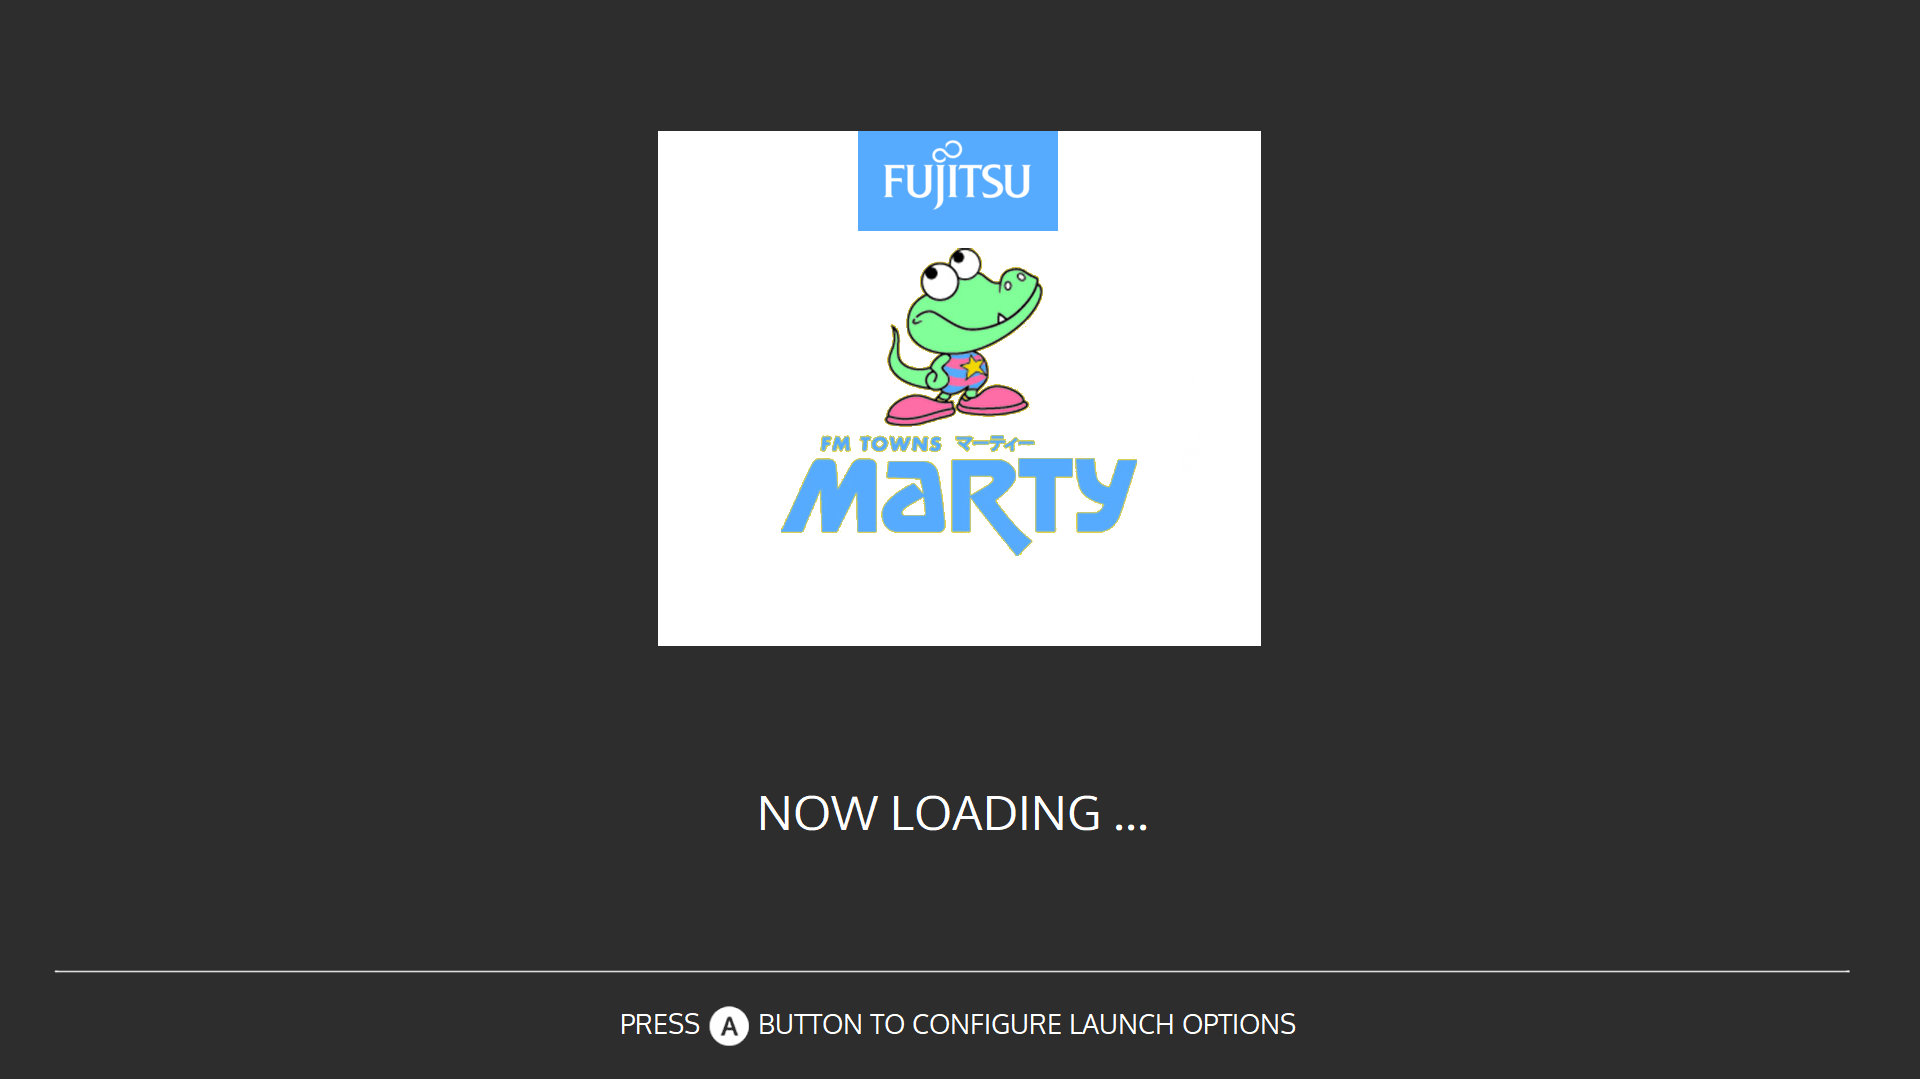 FUJITSU
FM TOWNS マーティー
MaRTY
NOW LOADING ...
PRESS A BUTTON TO CONFIGURE LAUNCH OPTIONS